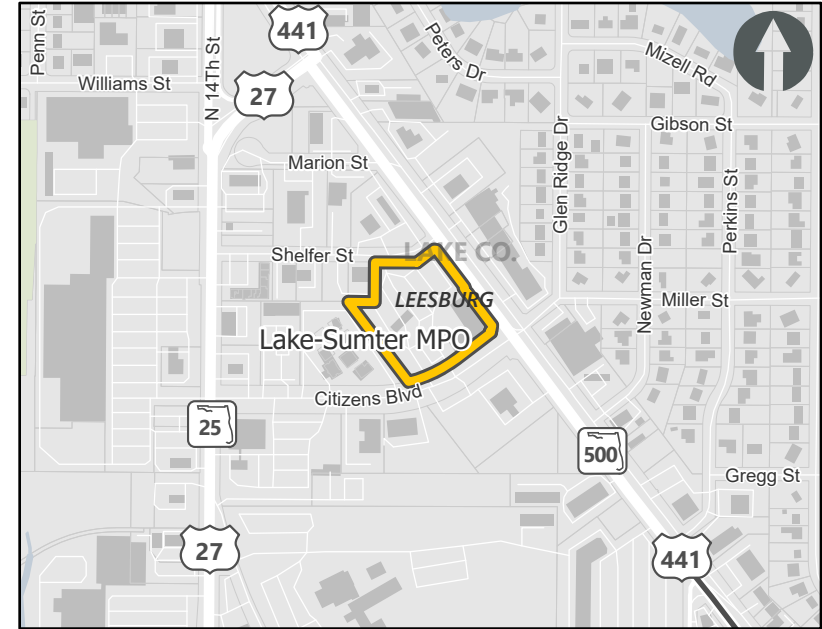 441
Penn St
Williams St
N 14Th St
27
Peters Dr
Mizell Rd
Gibson St
Marion St
Glen Ridge Dr
Perkins St
Shelfer St
LAKE CO.
LEESBURG
Newman Dr
Miller St
Lake-Sumter MPO
Citizens Blvd
25
500
Gregg St
27
441